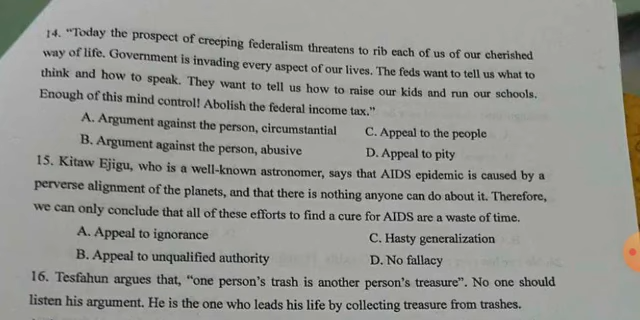 14. “Today the prospect of creeping federalism threatens to rib each of us of our cherished
way of life. Government is invading every aspect of our lives. The feds want to tell us what to
think and how to speak. They want to tell us how to raise our kids and run our schools.
Enough of this mind control! Abolish the federal income tax.”
A. Argument against the person, circumstantial C. Appeal to the people
B. Argument against the person, abusive D. Appeal to pity
15. Kitaw Ejigu, who is a well-known astronomer, says that AIDS epidemic is caused by a
perverse alignment of the planets, and that there is nothing anyone can do about it. Therefore,
we can only conclude that all of these efforts to find a cure for AIDS are a waste of time.
A. Appeal to ignorance C. Hasty generalization
B. Appeal to unqualified authority D. No fallacy
16. Tesfahun argues that, “one person’s trash is another person’s treasure”. No one should
listen his argument. He is the one who leads his life by collecting treasure from trashes.